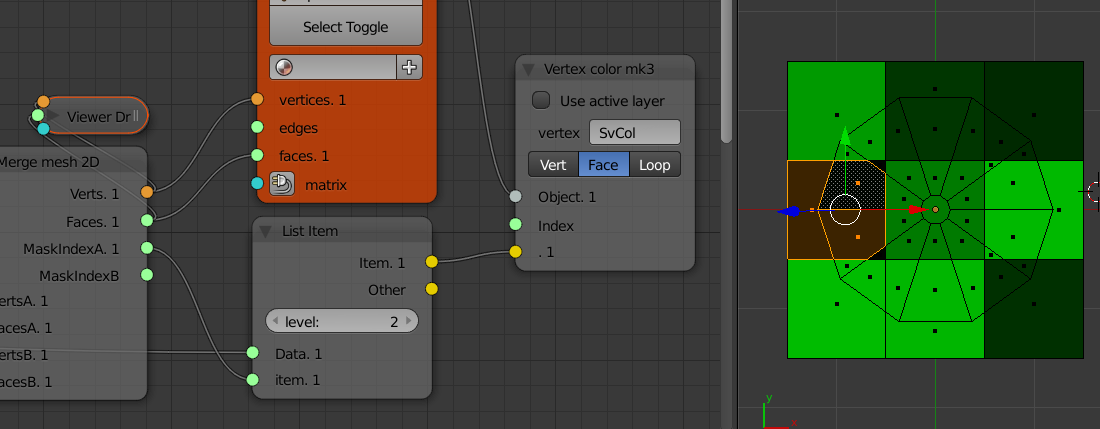 Select Toggle
vertices. 1
edges
faces. 1
matrix
Viewer Dr
Merge mesh 2D
Verts. 1
Faces. 1
MaskIndexA. 1
MaskIndexB
ertsA. 1
acesA. 1
ertsB. 1
acesB. 1
List Item
Item. 1
Other
level: 2
Data. 1
item. 1
Vertex color mk3
Use active layer
vertex SvCol
Vert Face Loop
Object. 1
Index
. 1
y
x